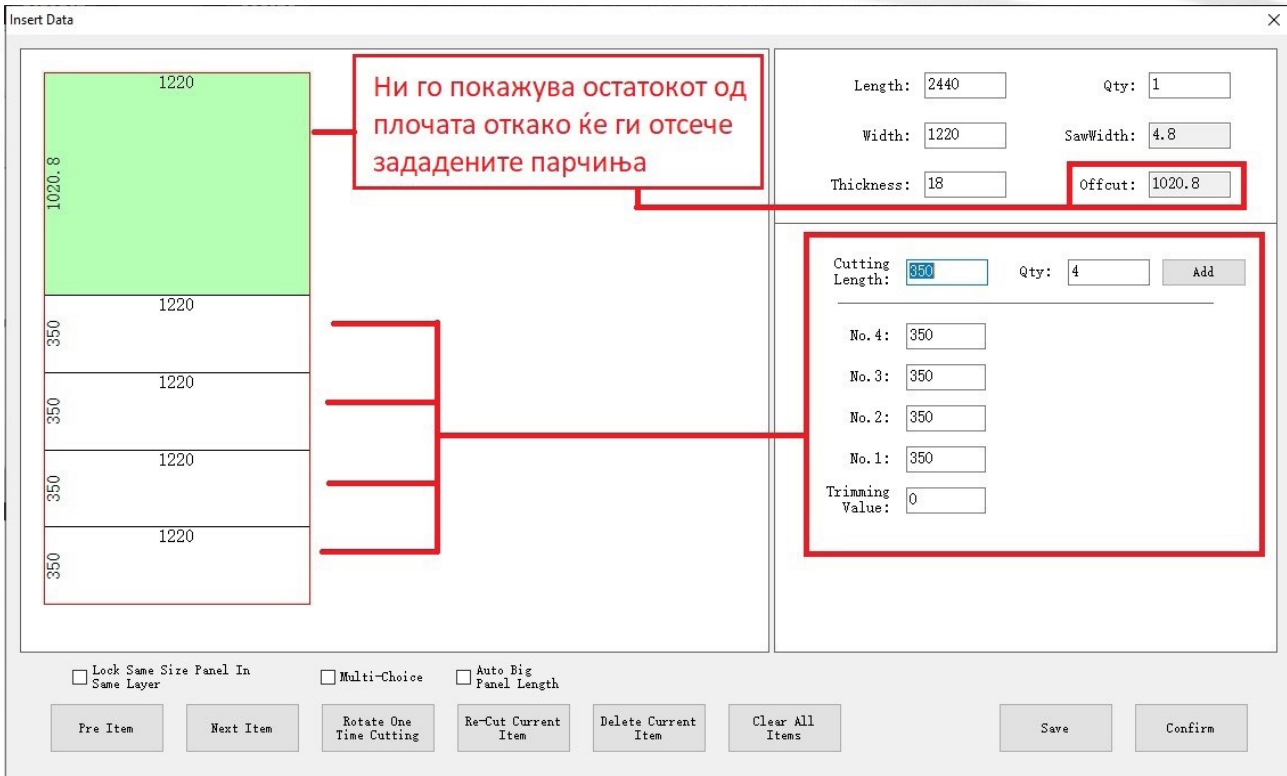 Insert Data
1220
1020.8
1220
350
1220
350
1220
350
1220
350
Ни го покажува остатокот од
плочата откако ќе ги отсече
зададените парчиња
Length: 2440 Qty: 1
Width: 1220 SawWidth: 4.8
Thickness: 18 Offcut: 1020.8
Cutting
Length: 350 Qty: 4 Add
No.4: 350
No.3: 350
No.2: 350
No.1: 350
Trimming
Value: 0
Lock Same Size Panel In
Same Layer
Multi-Choice
Auto Big
Panel Length
Pre Item
Next Item
Rotate One
Time Cutting
Re-Cut Current
Item
Delete Current
Item
Clear All
Items
Save
Confirm